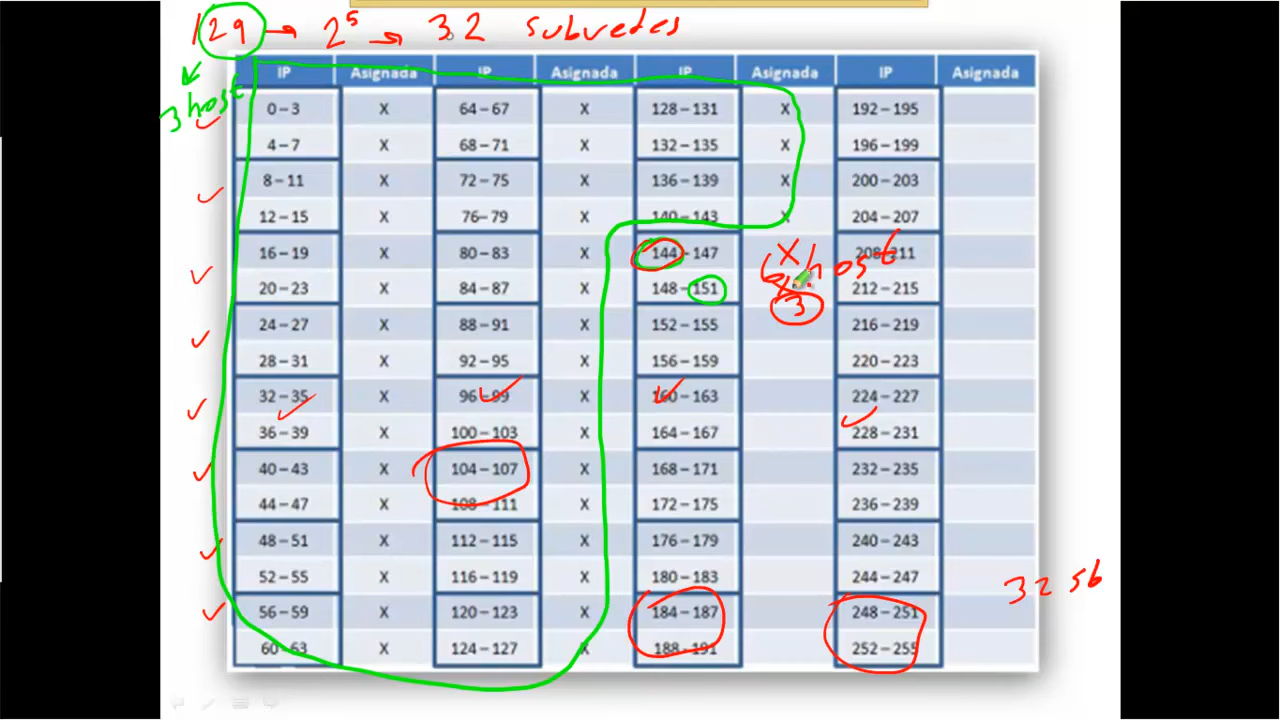 129 → 2⁵ → 32 subredes
3 host
IP Asignada IP Asignada IP Asignada IP Asignada
0 – 3 X 64 – 67 X 128 – 131 X 192 – 195
4 – 7 X 68 – 71 X 132 – 135 X 196 – 199
8 – 11 X 72 – 75 X 136 – 139 X 200 – 203
12 – 15 X 76 – 79 X 140 – 143 X 204 – 207
16 – 19 X 80 – 83 X 144 – 147 X 208 – 211
6 host
20 – 23 X 84 – 87 X 148 – 151 212 – 215
3
24 – 27 X 88 – 91 X 152 – 155 216 – 219
28 – 31 X 92 – 95 X 156 – 159 220 – 223
32 – 35 X 96 – 99 X 160 – 163 224 – 227
36 – 39 X 100 – 103 X 164 – 167 228 – 231
40 – 43 X 104 – 107 X 168 – 171 232 – 235
44 – 47 X 108 – 111 X 172 – 175 236 – 239
48 – 51 X 112 – 115 X 176 – 179 240 – 243
52 – 55 X 116 – 119 X 180 – 183 244 – 247
32 sb
56 – 59 X 120 – 123 X 184 – 187 248 – 251
60 – 63 X 124 – 127 X 188 – 191 252 – 255